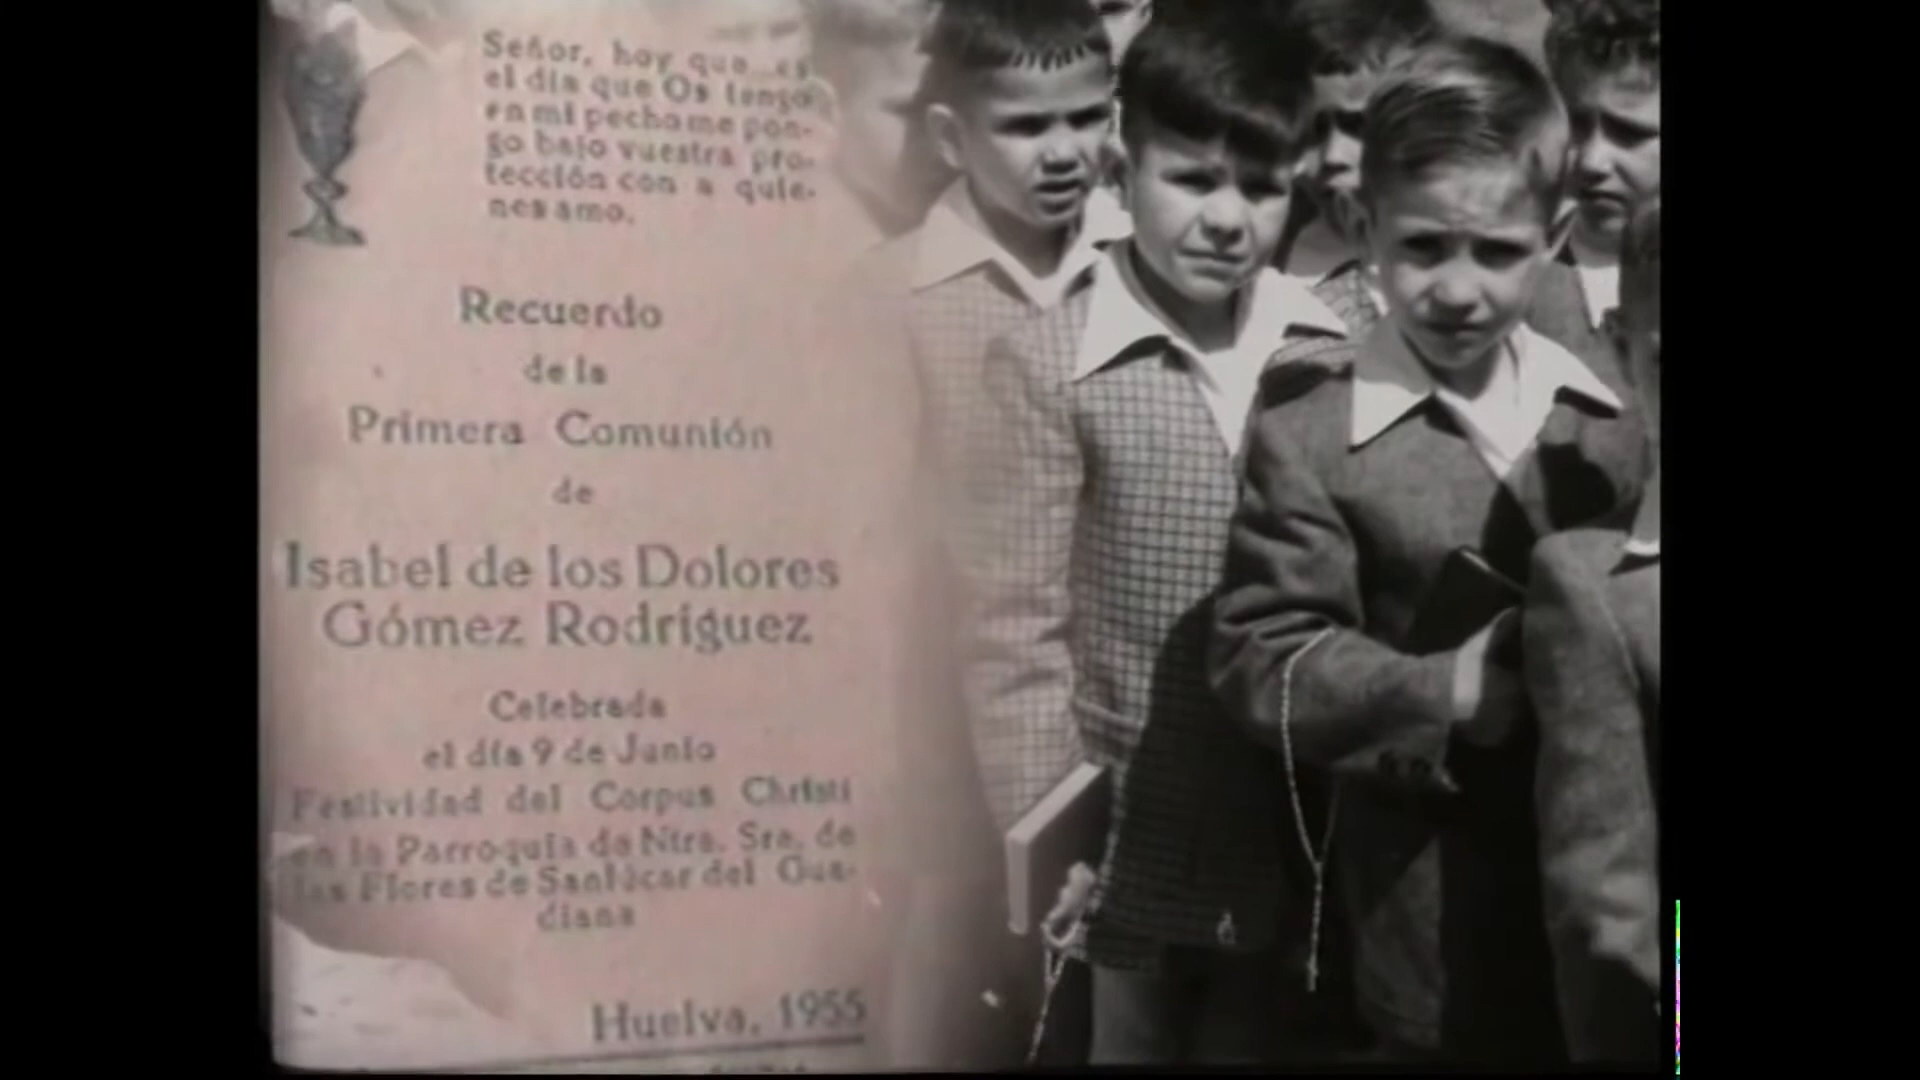 Señor, hoy que es
el día que Os tengo
en mi pecho me pon-
go bajo vuestra pro-
tección con a quie-
nes amo.
Recuerdo
de la
Primera Comunión
de
Isabel de los Dolores
Gómez Rodríguez
Celebrada
el día 9 de Junio
Festividad del Corpus Christi
en la Parroquia de Ntra. Sra. de
las Flores de Sanlúcar del Gua-
diana
Huelva, 1955